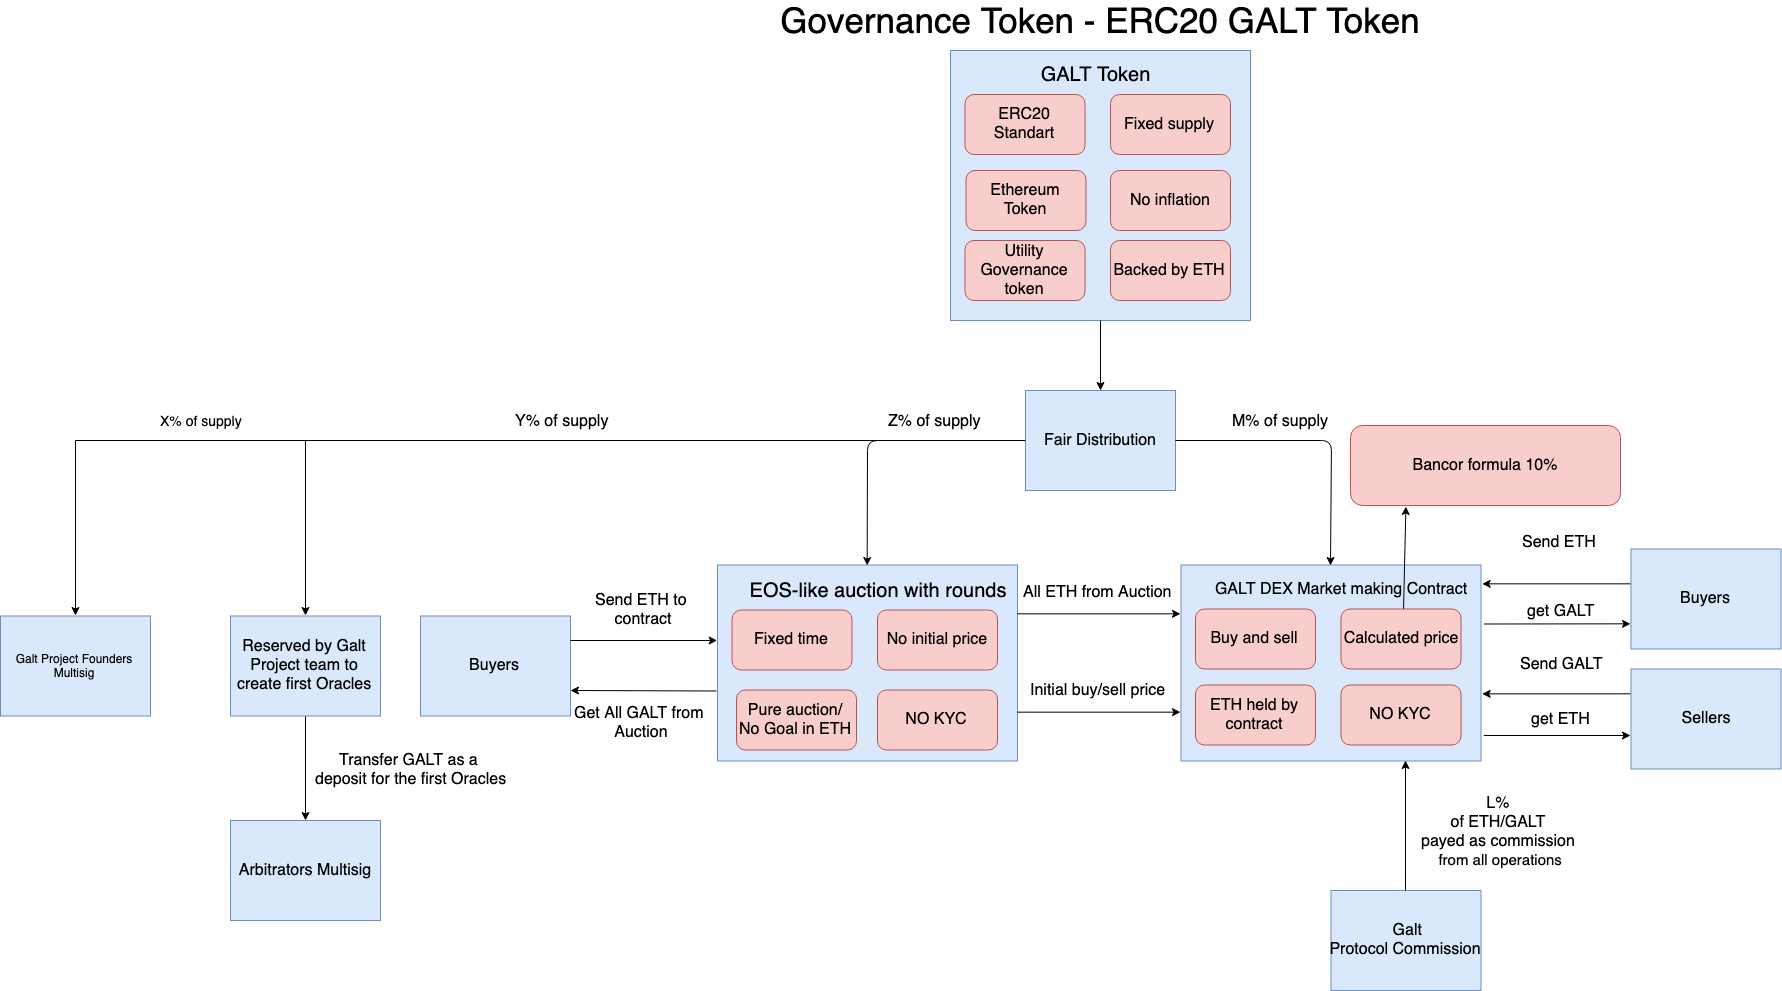 Governance Token - ERC20 GALT Token
GALT Token
ERC20
Standart
Fixed supply
Ethereum
Token
No inflation
Utility
Governance
token
Backed by ETH
X% of supply
Y% of supply
Z% of supply
Fair Distribution
M% of supply
Bancor formula 10%
Galt Project Founders
Multisig
Reserved by Galt
Project team to
create first Oracles
Transfer GALT as a
deposit for the first Oracles
Arbitrators Multisig
Buyers
Send ETH to
contract
Get All GALT from
Auction
EOS-like auction with rounds
Fixed time
No initial price
Pure auction/
No Goal in ETH
NO KYC
All ETH from Auction
Initial buy/sell price
GALT DEX Market making Contract
Buy and sell
Calculated price
ETH held by
contract
NO KYC
Send ETH
get GALT
Buyers
Send GALT
get ETH
Sellers
L%
of ETH/GALT
payed as commission
from all operations
Galt
Protocol Commission